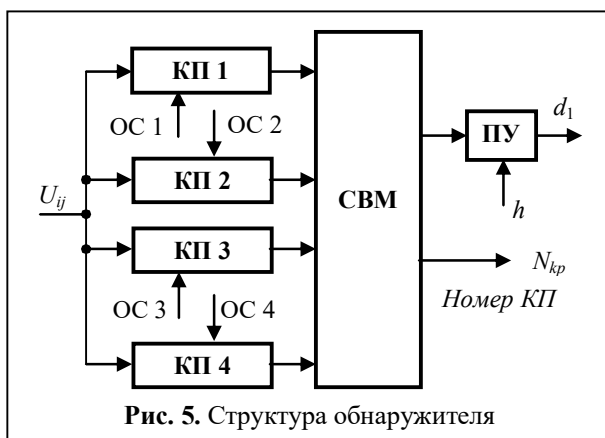 КП 1
ОС 1
ОС 2
КП 2
U_ij
КП 3
ОС 3
ОС 4
КП 4
СВМ
ПУ
d_1
h
N_kp
Номер КП
Рис. 5. Структура обнаружителя